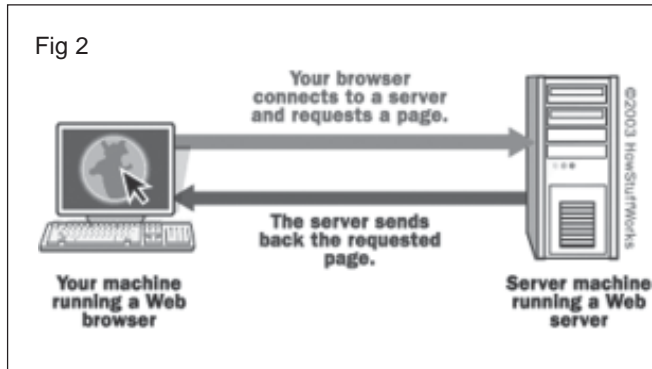 Fig 2
Your browser
connects to a server
and requests a page.
The server sends
back the requested
page.
Your machine
running a Web
browser
Server machine
running a Web
server
©2003 HowStuffWorks